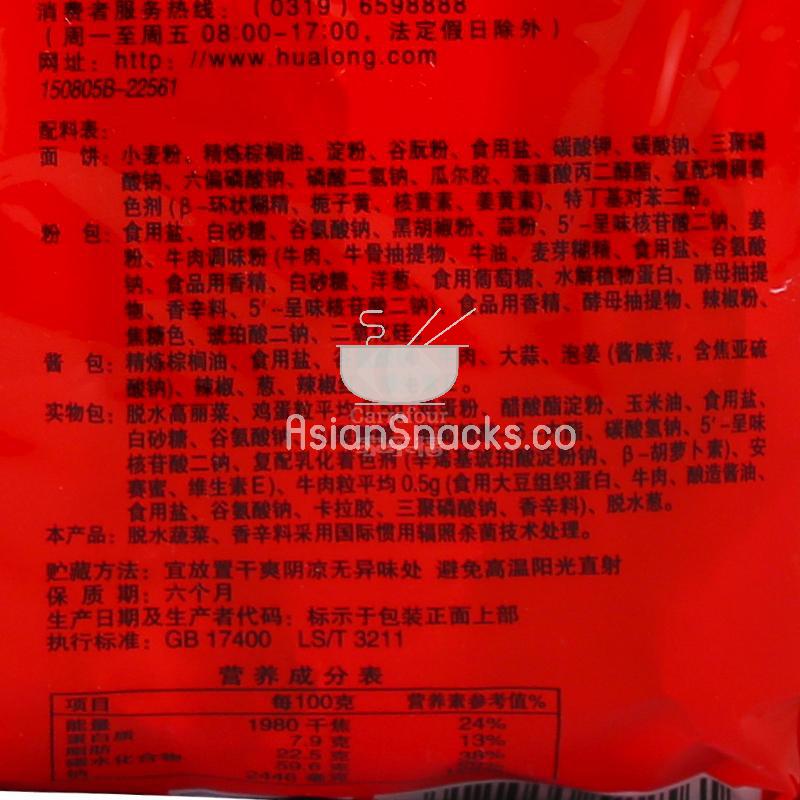 消费者服务热线:(0319)6598888
(周一至周五 08:00-17:00,法定假日除外)
网址:http://www.hualong.com
150805B-22561
配料表:
面 饼:小麦粉、精炼棕榈油、淀粉、谷朊粉、食用盐、碳酸钾、碳酸钠、三聚磷
酸钠、六偏磷酸钠、磷酸二氢钠、瓜尔胶、海藻酸丙二醇酯、复配增稠着
色剂(β-环状糊精、栀子黄、核黄素、姜黄素)、特丁基对苯二酚。
粉 包:食用盐、白砂糖、谷氨酸钠、黑胡椒粉、蒜粉、5'-呈味核苷酸二钠、姜
粉、牛肉调味粉(牛肉、牛骨抽提物、牛油、麦芽糊精、食用盐、谷氨酸
钠、食品用香精、白砂糖、洋葱、食用葡萄糖、水解植物蛋白、酵母抽提
物、香辛料、5'-呈味核苷酸二钠)、食品用香精、酵母抽提物、辣椒粉、
焦糖色、琥珀酸二钠、二氧化硅
酱 包:精炼棕榈油、食用盐、 肉、大蒜、泡姜(酱腌菜,含焦亚硫
酸钠)、辣椒、葱、辣椒
实物包:脱水高丽菜、鸡蛋粒平均 蛋粉、醋酸酯淀粉、玉米油、食用盐、
Carrefour
AsianSnacks.co
白砂糖、谷氨酸钠 碳酸氢钠、5'-呈味
核苷酸二钠、复配乳化着色剂(辛烯基琥珀酸淀粉钠、β-胡萝卜素)、安
赛蜜、维生素E)、牛肉粒平均0.5g(食用大豆组织蛋白、牛肉、酿造酱油、
食用盐、谷氨酸钠、卡拉胶、三聚磷酸钠、香辛料)、脱水葱。
本产品:脱水蔬菜、香辛料采用国际惯用辐照杀菌技术处理。
贮藏方法:宜放置干爽阴凉无异味处 避免高温阳光直射
保 质 期:六个月
生产日期及生产者代码:标示于包装正面上部
执行标准:GB 17400 LS/T 3211
营养成分表
项目 每100克 营养素参考值%
能量 1980 千焦 24%
蛋白质 7.9 克 13%
脂肪 22.5 克 38%
碳水化合物 59.6 克
钠 2446 毫克